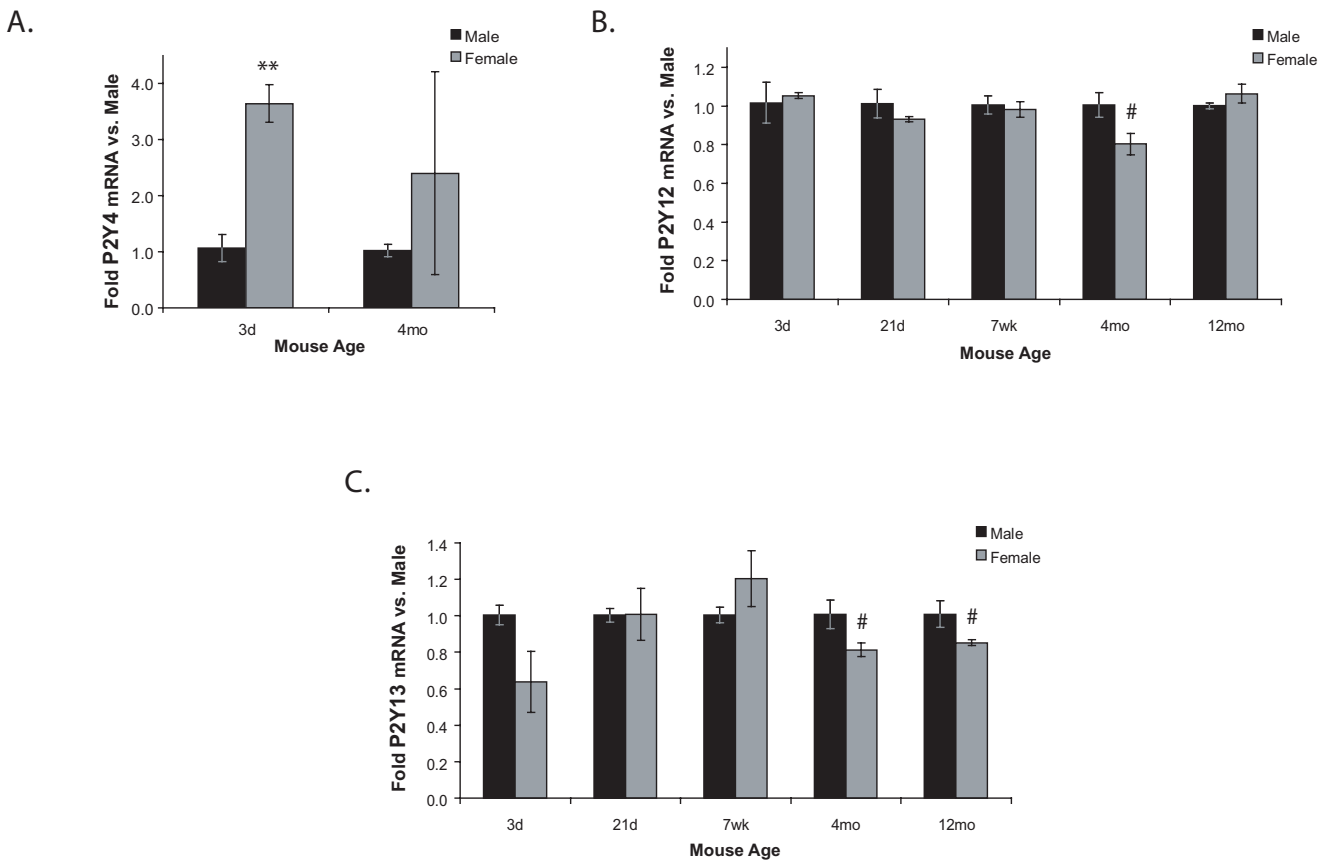 A.
Male
Female
Fold P2Y4 mRNA vs. Male
4.0
3.0
2.0
1.0
0.0
**
3d
4mo
Mouse Age
B.
Male
Female
Fold P2Y12 mRNA vs. Male
1.2
1.0
0.8
0.6
0.4
0.2
0.0
#
3d
21d
7wk
4mo
12mo
Mouse Age
C.
Male
Female
Fold P2Y13 mRNA vs. Male
1.4
1.2
1.0
0.8
0.6
0.4
0.2
0.0
#
#
3d
21d
7wk
4mo
12mo
Mouse Age